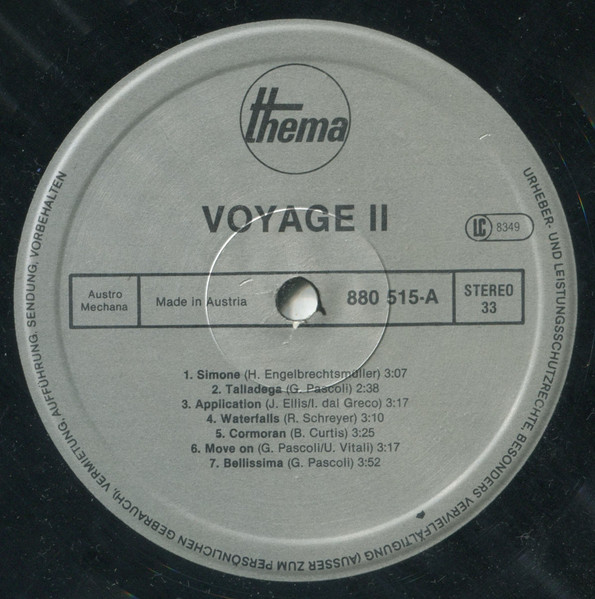 thema
VOYAGE II
LC 8349
Austro
Mechana
Made in Austria
880 515-A
STEREO
33
1. Simone (H. Engelbrechtsmüller) 3:07
2. Talladega (G. Pascoli) 2:38
3. Application (J. Ellis/I. dal Greco) 3:17
4. Waterfalls (R. Schreyer) 3:10
5. Cormoran (B. Curtis) 3:25
6. Move on (G. Pascoli/U. Vitali) 3:17
7. Bellissima (G. Pascoli) 3:52
URHEBER- UND LEISTUNGSSCHUTZRECHTE, BESONDERS VERVIELFÄLTIGUNG (AUSSER ZUM PERSÖNLICHEN GEBRAUCH), VERMIETUNG, AUFFÜHRUNG, SENDUNG, VORBEHALTEN